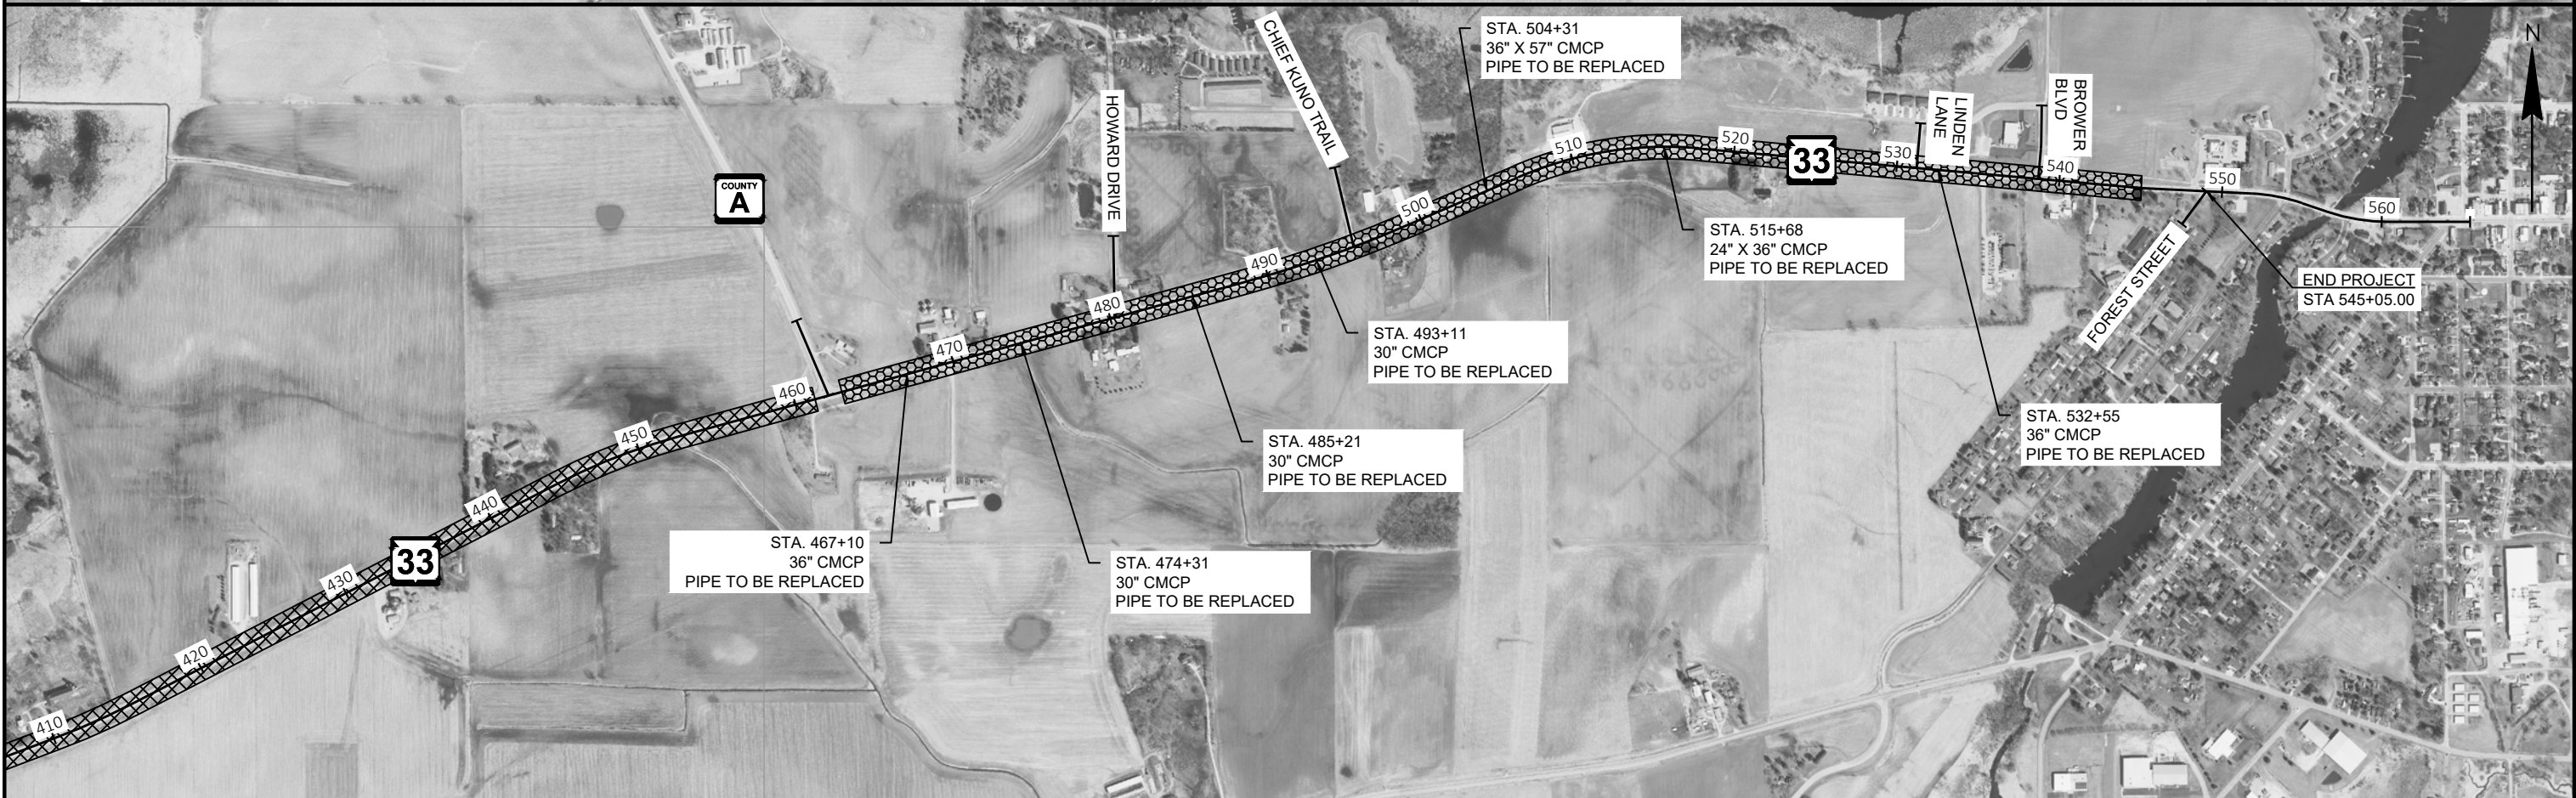 STA. 504+31
36" X 57" CMCP
PIPE TO BE REPLACED
CHIEF KUNO TRAIL
N
HOWARD DRIVE
LINDEN
LANE
BROWER
BLVD
510
520
33
530
540
550
560
COUNTY
A
500
490
480
470
460
450
440
33
430
420
410
STA. 515+68
24" X 36" CMCP
PIPE TO BE REPLACED
FOREST STREET
END PROJECT
STA 545+05.00
STA. 493+11
30" CMCP
PIPE TO BE REPLACED
STA. 532+55
36" CMCP
PIPE TO BE REPLACED
STA. 485+21
30" CMCP
PIPE TO BE REPLACED
STA. 467+10
36" CMCP
PIPE TO BE REPLACED
STA. 474+31
30" CMCP
PIPE TO BE REPLACED